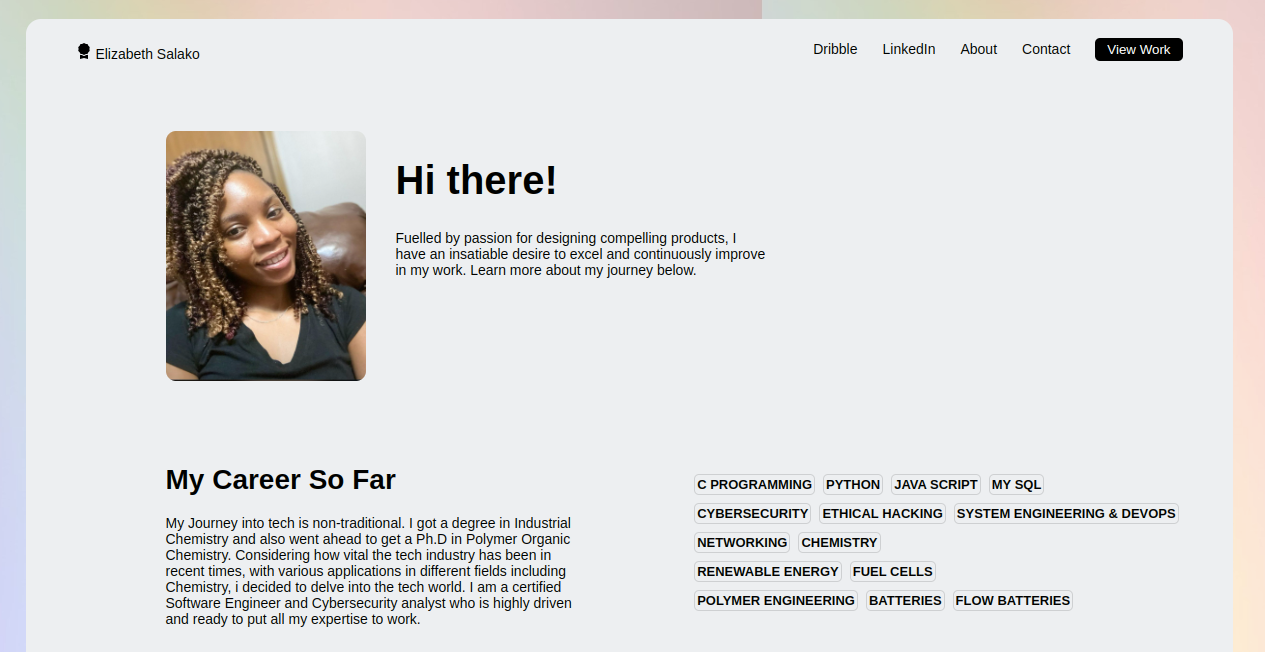 Elizabeth Salako
Dribble LinkedIn About Contact View Work
Hi there!
Fuelled by passion for designing compelling products, I
have an insatiable desire to excel and continuously improve
in my work. Learn more about my journey below.
My Career So Far
My Journey into tech is non-traditional. I got a degree in Industrial
Chemistry and also went ahead to get a Ph.D in Polymer Organic
Chemistry. Considering how vital the tech industry has been in
recent times, with various applications in different fields including
Chemistry, i decided to delve into the tech world. I am a certified
Software Engineer and Cybersecurity analyst who is highly driven
and ready to put all my expertise to work.
C PROGRAMMING PYTHON JAVA SCRIPT MY SQL
CYBERSECURITY ETHICAL HACKING SYSTEM ENGINEERING & DEVOPS
NETWORKING CHEMISTRY
RENEWABLE ENERGY FUEL CELLS
POLYMER ENGINEERING BATTERIES FLOW BATTERIES